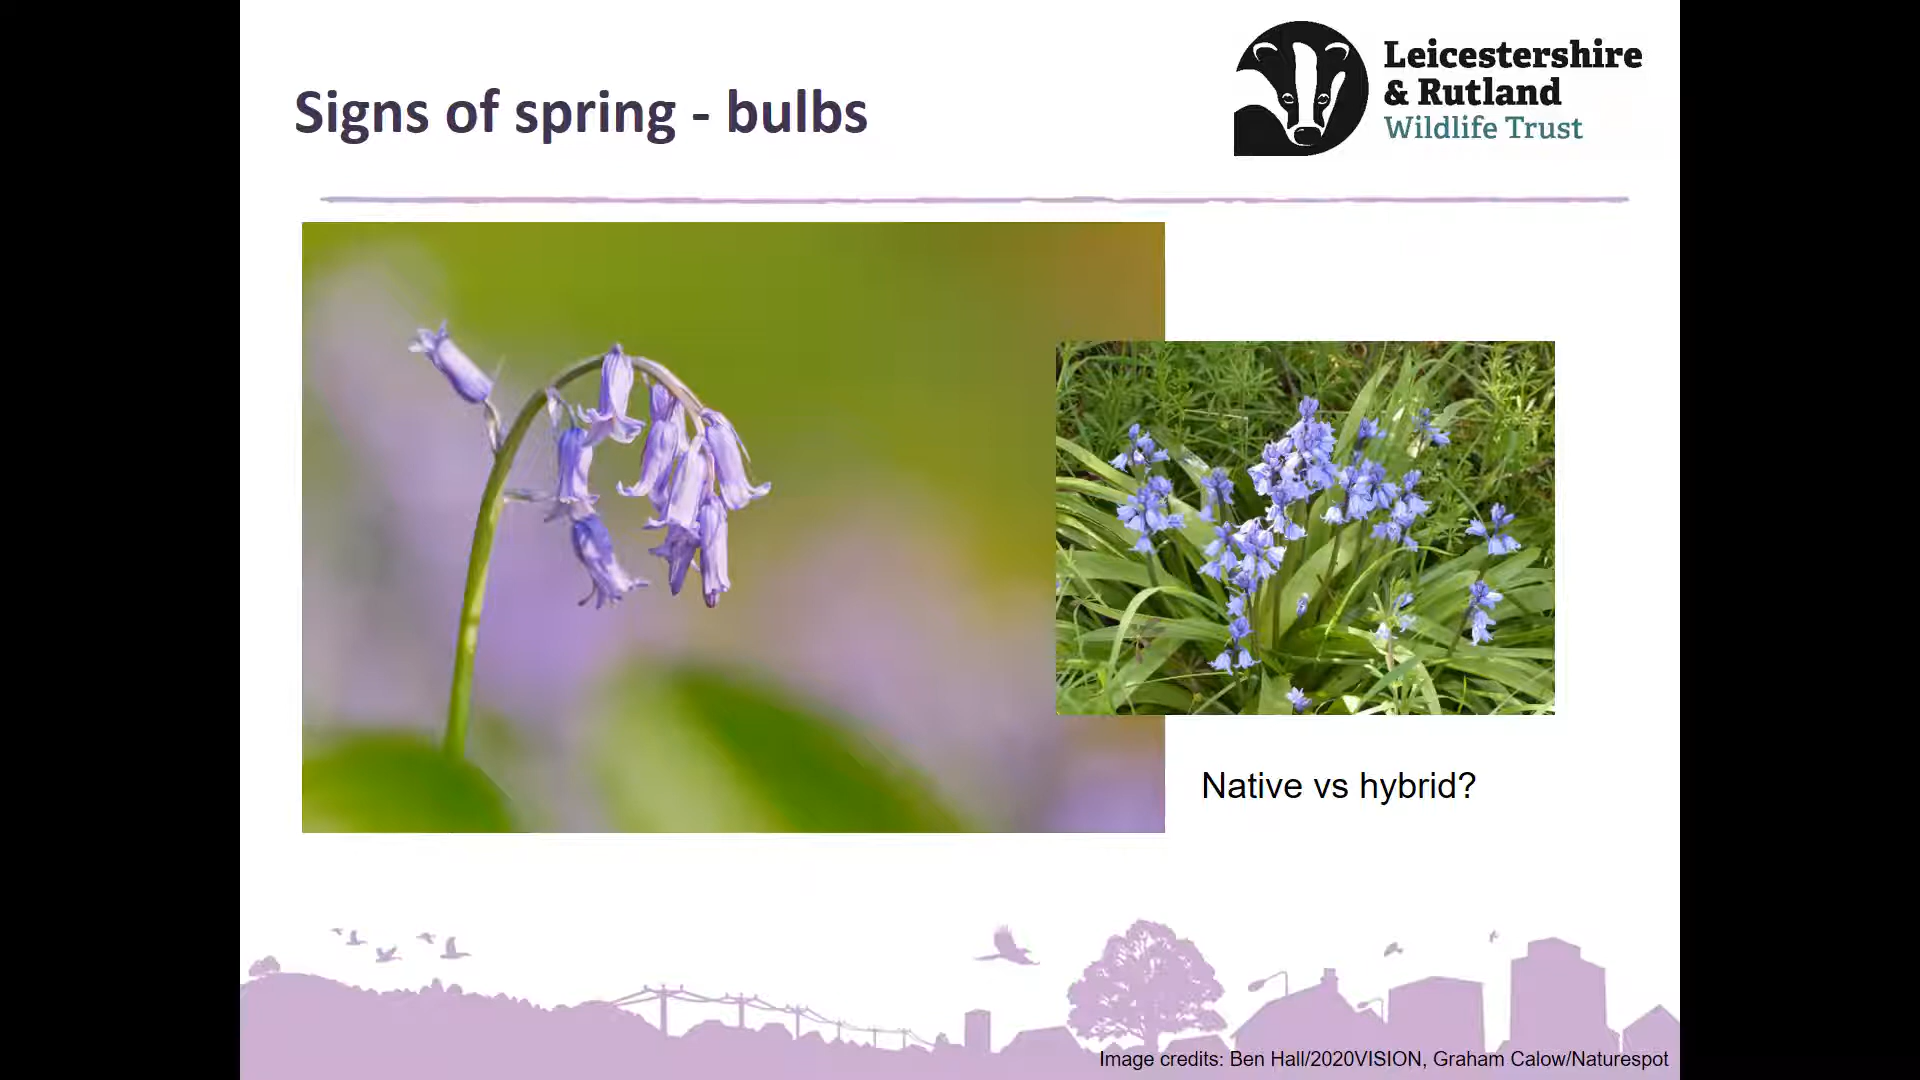 Signs of spring - bulbs
Leicestershire
& Rutland
Wildlife Trust
Native vs hybrid?
Image credits: Ben Hall/2020VISION, Graham Calow/Naturespot